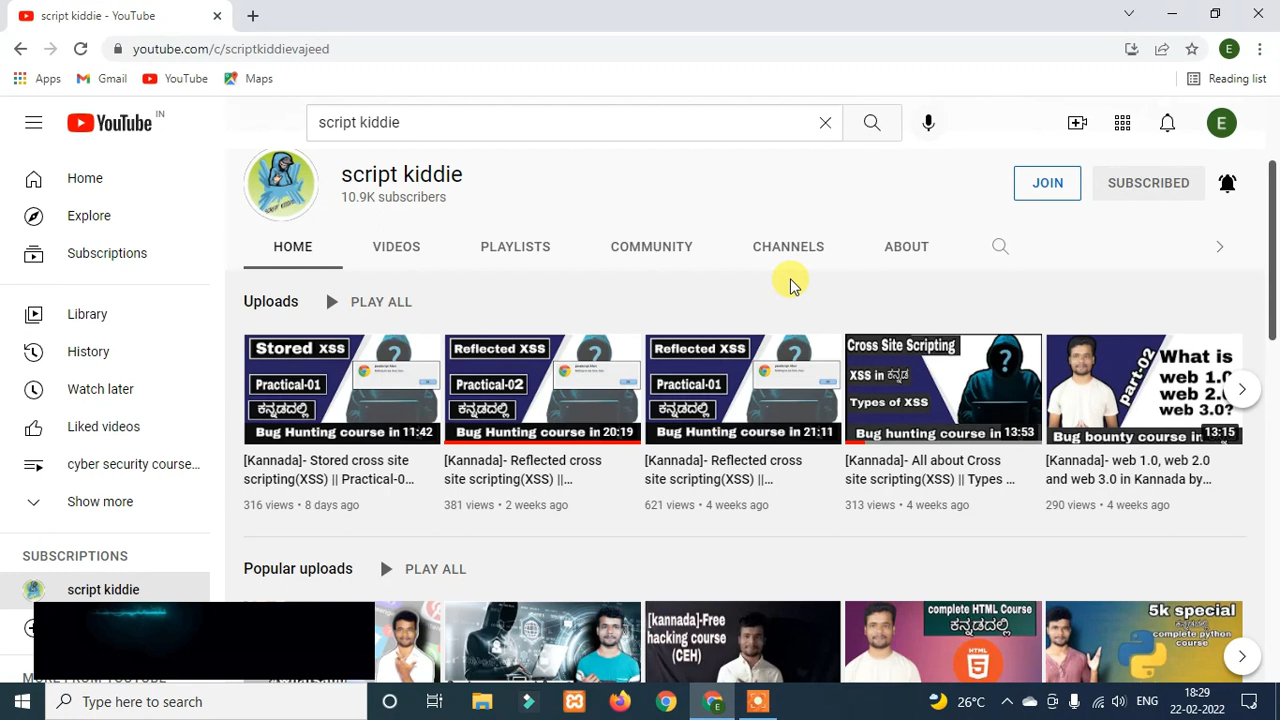 script kiddie - YouTube
youtube.com/c/scriptkiddievajeed
E
Apps
Gmail
YouTube
Maps
Reading list
YouTube
IN
script kiddie
E
Home
Explore
Subscriptions
Library
History
Watch later
Liked videos
cyber security course...
Show more
SUBSCRIPTIONS
script kiddie
script kiddie
10.9K subscribers
JOIN
SUBSCRIBED
HOME
VIDEOS
PLAYLISTS
COMMUNITY
CHANNELS
ABOUT
Uploads
PLAY ALL
Stored XSS
Practical-01
ಕನ್ನಡದಲ್ಲಿ
Bug Hunting course in
11:42
[Kannada]- Stored cross site
scripting(XSS) || Practical-0...
316 views • 8 days ago
Reflected XSS
Practical-02
ಕನ್ನಡದಲ್ಲಿ
Bug Hunting course in
20:19
[Kannada]- Reflected cross
site scripting(XSS) ||...
381 views • 2 weeks ago
Reflected XSS
Practical-01
ಕನ್ನಡದಲ್ಲಿ
Bug Hunting course in
21:11
[Kannada]- Reflected cross
site scripting(XSS) ||...
621 views • 4 weeks ago
Cross Site Scripting
XSS in ಕನ್ನಡ
Types of XSS
Bug hunting course in
13:53
[Kannada]- All about Cross
site scripting(XSS) || Types ...
313 views • 4 weeks ago
part-02
What is
web 1.0,
web 2.0
web 3.0?
Bug bounty course in
13:15
[Kannada]- web 1.0, web 2.0
and web 3.0 in Kannada by...
290 views • 4 weeks ago
Popular uploads
PLAY ALL
[kannada]-Free
hacking course
(CEH)
complete HTML Course
ಕನ್ನಡದಲ್ಲಿ
HTML
5k special
ಕನ್ನಡದಲ್ಲಿ
complete python
course
Type here to search
26°C
ENG
18:29
22-02-2022